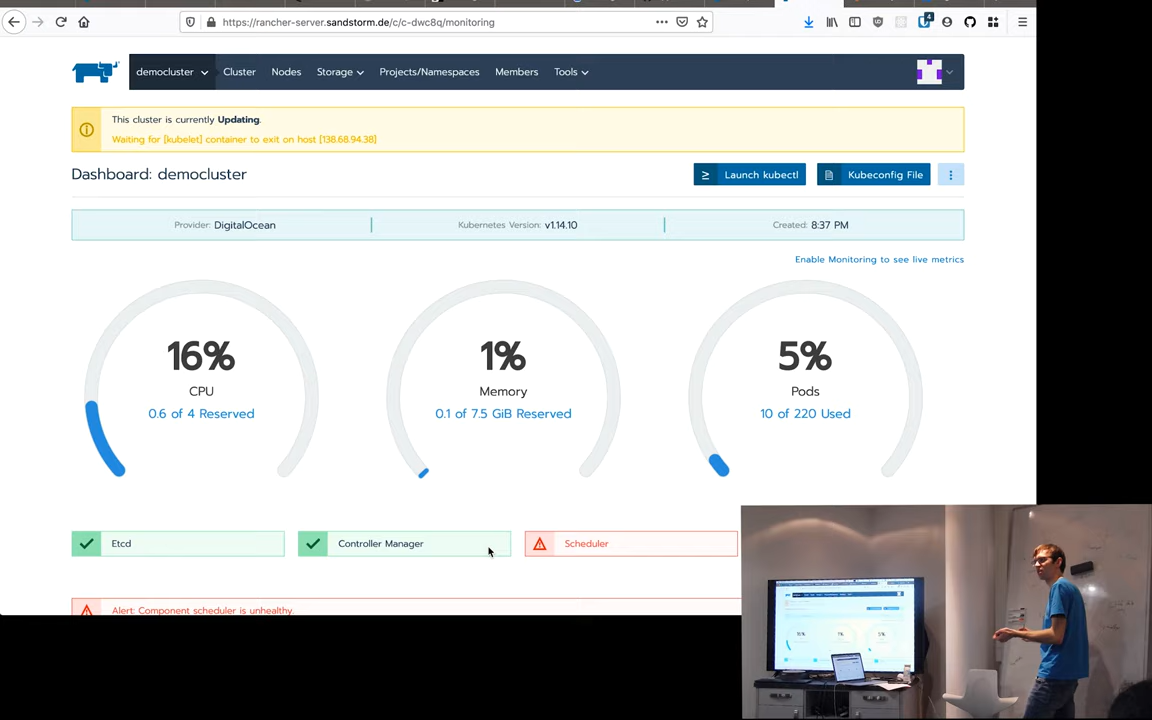 https://rancher-server.sandstorm.de/c/c-dwc8q/monitoring
4
democluster Cluster Nodes Storage Projects/Namespaces Members Tools
This cluster is currently Updating.
Waiting for [kubelet] container to exit on host [138.68.94.38]
Dashboard: democluster
Launch kubectl
Kubeconfig File
Provider: DigitalOcean
Kubernetes Version: v1.14.10
Created: 8:37 PM
Enable Monitoring to see live metrics
16%
CPU
0.6 of 4 Reserved
1%
Memory
0.1 of 7.5 GiB Reserved
5%
Pods
10 of 220 Used
Etcd
Controller Manager
Scheduler
Alert: Component scheduler is unhealthy.
16%
1%
5%